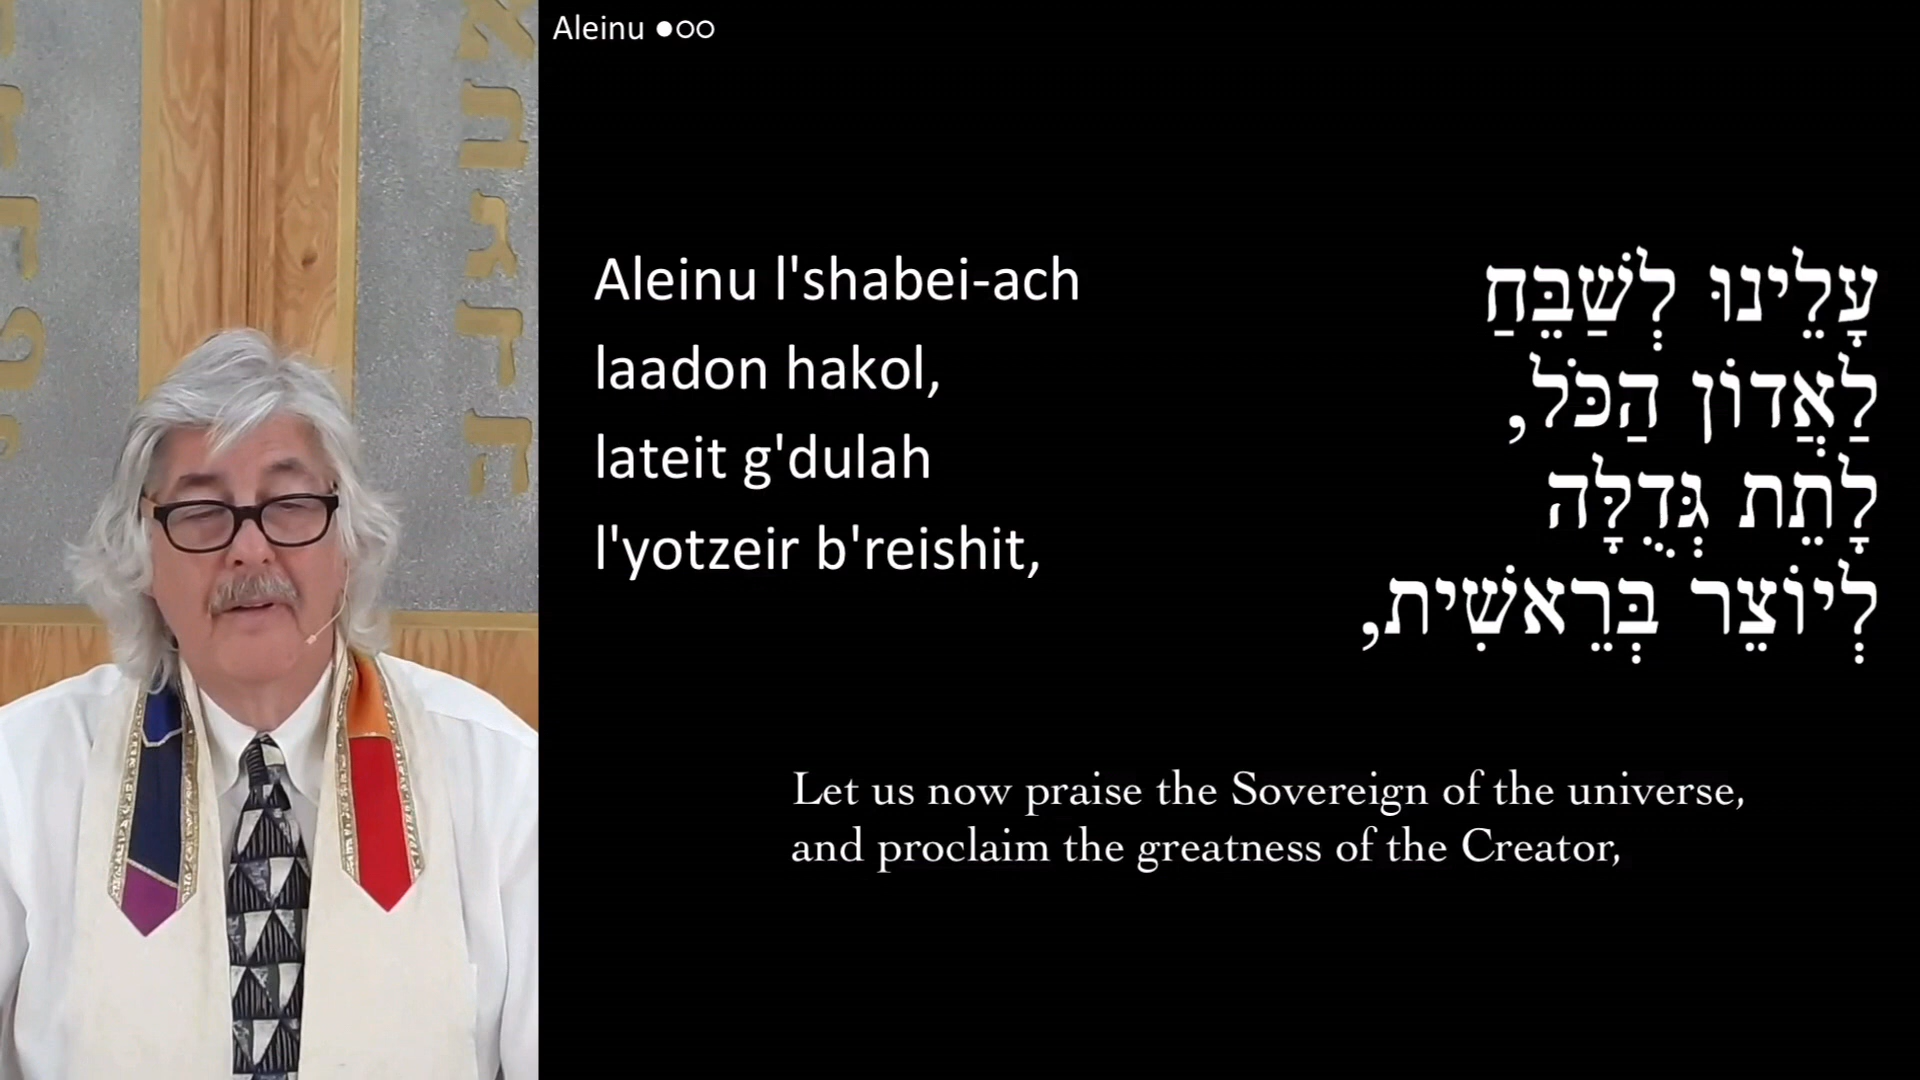 Aleinu ●○○
Aleinu l'shabei-ach
laadon hakol,
lateit g'dulah
l'yotzeir b'reishit,
עָלֵינוּ לְשַׁבֵּחַ
לַאֲדוֹן הַכֹּל,
לָתֵת גְּדֻלָּה
לְיוֹצֵר בְּרֵאשִׁית,
Let us now praise the Sovereign of the universe,
and proclaim the greatness of the Creator,
א
ה
ג
ד
ה